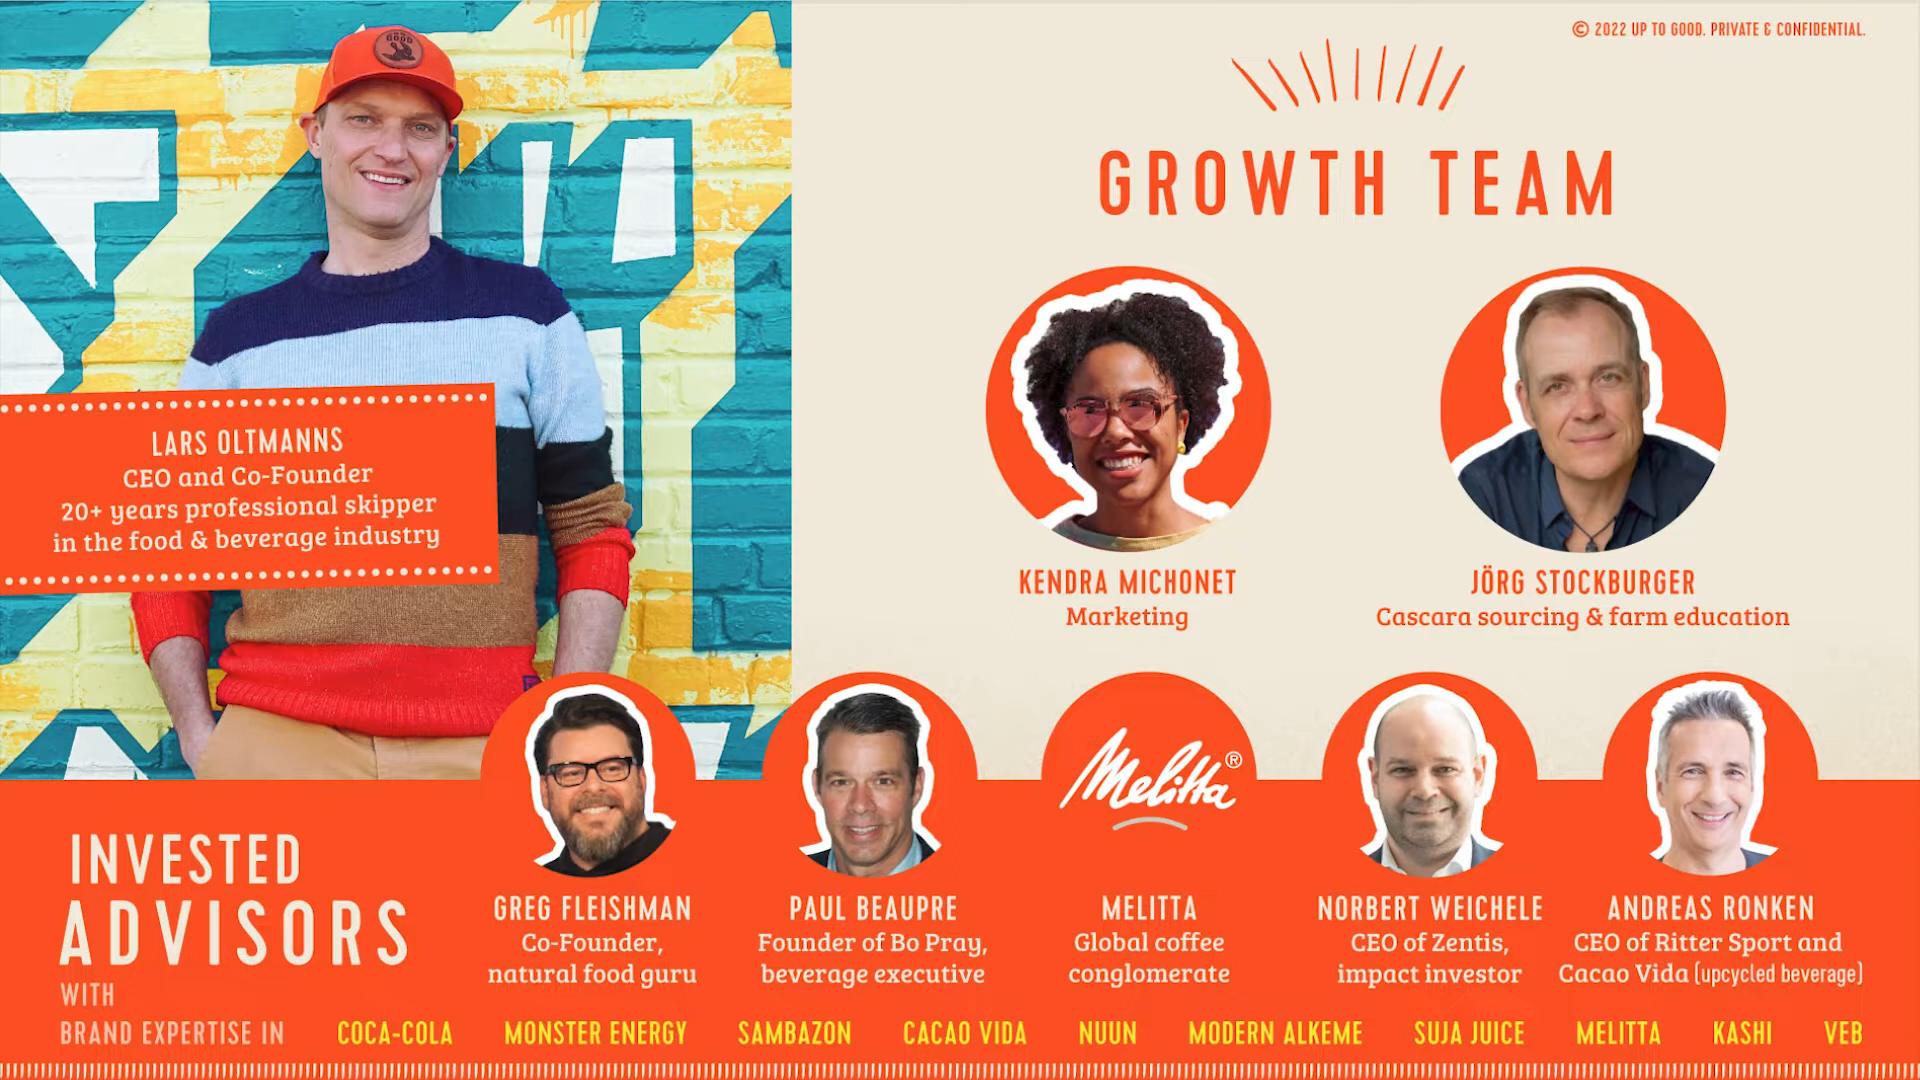 © 2022 UP TO GOOD. PRIVATE & CONFIDENTIAL.
GOOD
GROWTH TEAM
LARS OLTMANNS
CEO and Co-Founder
20+ years professional skipper
in the food & beverage industry
KENDRA MICHONET
Marketing
JÖRG STOCKBURGER
Cascara sourcing & farm education
Melitta®
INVESTED
ADVISORS
WITH
BRAND EXPERTISE IN
GREG FLEISHMAN
Co-Founder,
natural food guru
PAUL BEAUPRE
Founder of Bo Pray,
beverage executive
MELITTA
Global coffee
conglomerate
NORBERT WEICHELE
CEO of Zentis,
impact investor
ANDREAS RONKEN
CEO of Ritter Sport and
Cacao Vida (upcycled beverage)
COCA-COLA MONSTER ENERGY SAMBAZON CACAO VIDA NUUN MODERN ALKEME SUJA JUICE MELITTA KASHI VEB